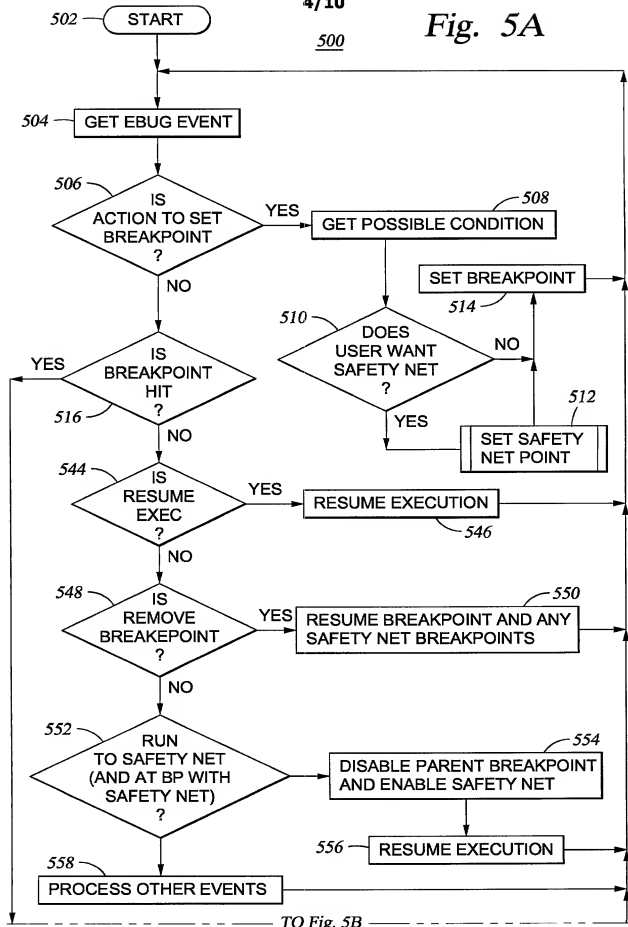 4/10
Fig. 5A
500
502
START
504
GET EBUG EVENT
506
IS
ACTION TO SET
BREAKPOINT
?
YES
NO
508
GET POSSIBLE CONDITION
510
DOES
USER WANT
SAFETY NET
?
NO
YES
SET BREAKPOINT
514
512
SET SAFETY
NET POINT
YES
IS
BREAKPOINT
HIT
?
516
NO
544
IS
RESUME
EXEC
?
YES
NO
RESUME EXECUTION
546
548
IS
REMOVE
BREAKEPOINT
?
YES
NO
550
RESUME BREAKPOINT AND ANY
SAFETY NET BREAKPOINTS
552
RUN
TO SAFETY NET
(AND AT BP WITH
SAFETY NET)
?
554
DISABLE PARENT BREAKPOINT
AND ENABLE SAFETY NET
556
RESUME EXECUTION
558
PROCESS OTHER EVENTS
TO Fig. 5B